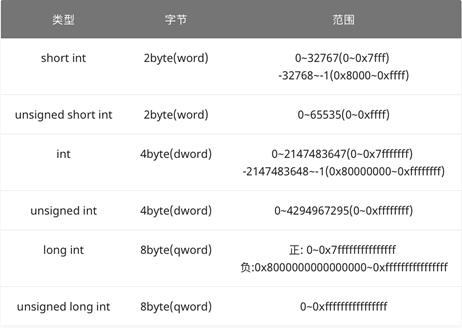 类型 字节 范围
short int 2byte(word) 0~32767(0~0x7fff)
-32768~-1(0x8000~0xffff)
unsigned short int 2byte(word) 0~65535(0~0xffff)
int 4byte(dword) 0~2147483647(0~0x7fffffff)
-2147483648~-1(0x80000000~0xffffffff)
unsigned int 4byte(dword) 0~4294967295(0~0xffffffff)
long int 8byte(qword) 正: 0~0x7fffffffffffffff
负:0x8000000000000000~0xffffffffffffffff
unsigned long int 8byte(qword) 0~0xffffffffffffffff